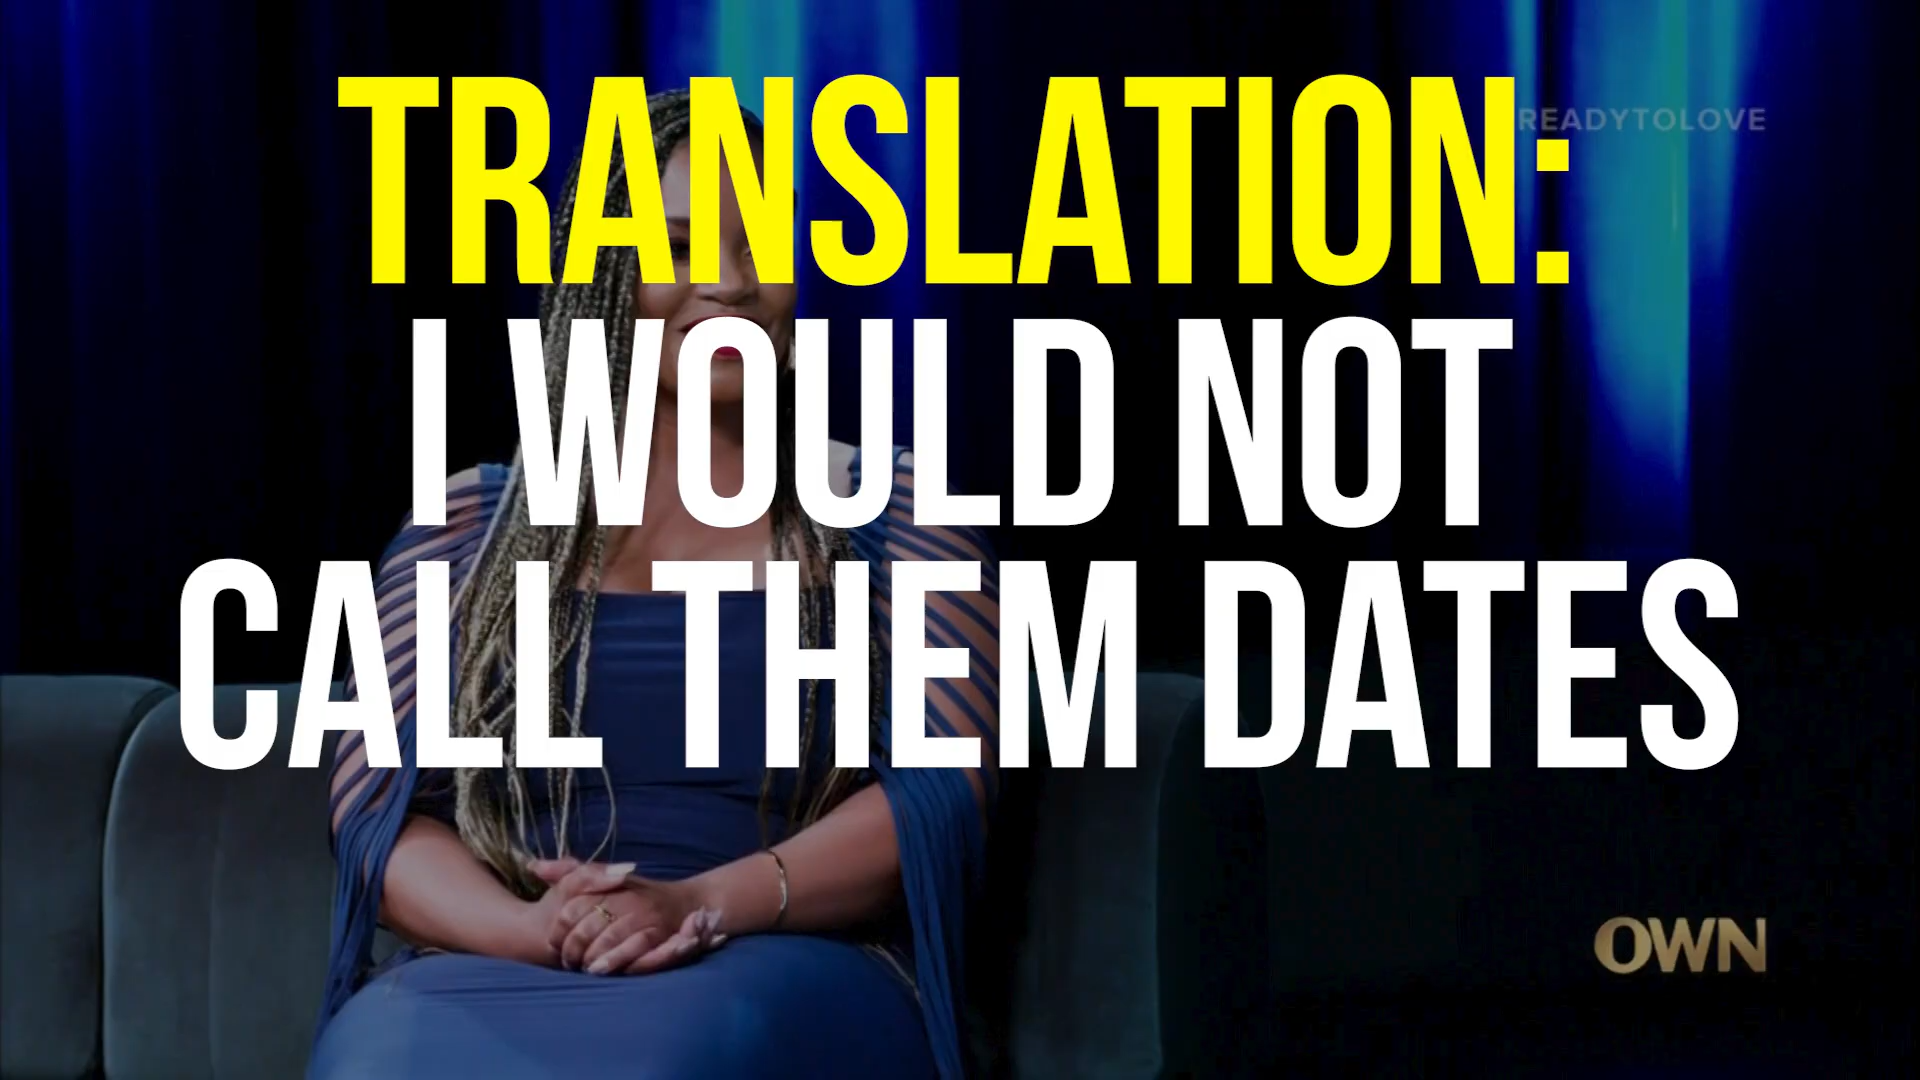 TRANSLATION:
READYTOLOVE
I WOULD NOT
CALL THEM DATES
OWN